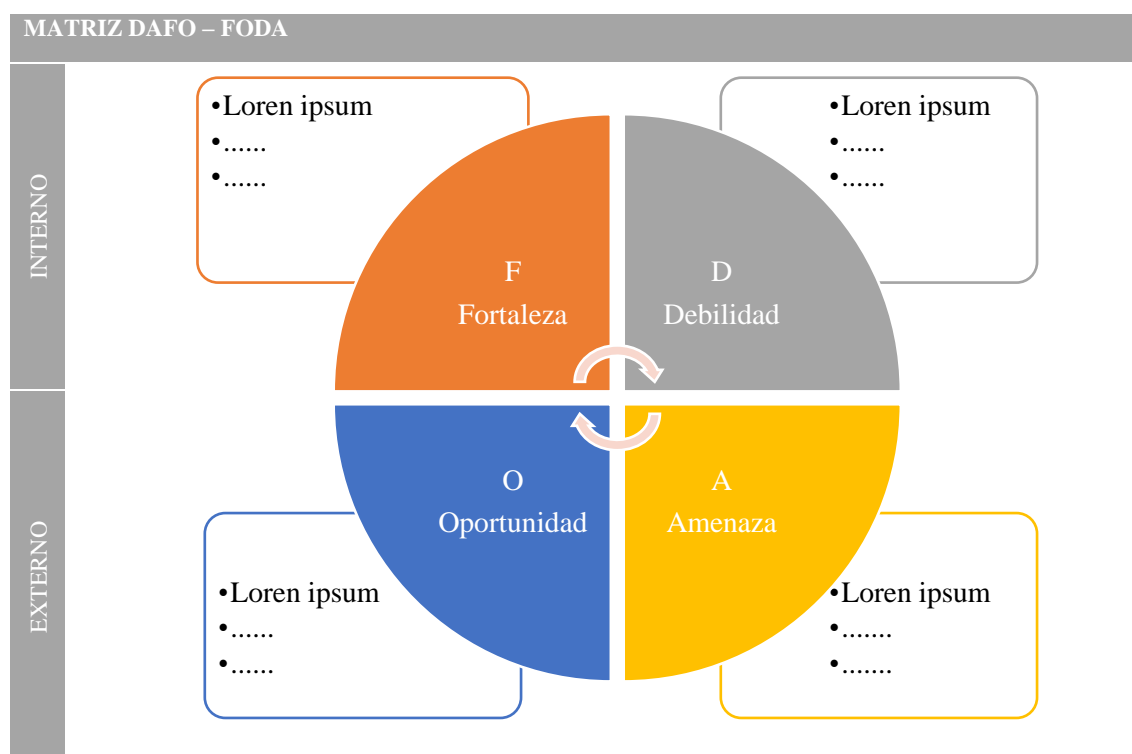 MATRIZ DAFO – FODA
INTERNO
•Loren ipsum
•......
•......
•Loren ipsum
•......
•......
F
Fortaleza
D
Debilidad
EXTERNO
O
Oportunidad
A
Amenaza
•Loren ipsum
•......
•......
•Loren ipsum
•.......
•.......